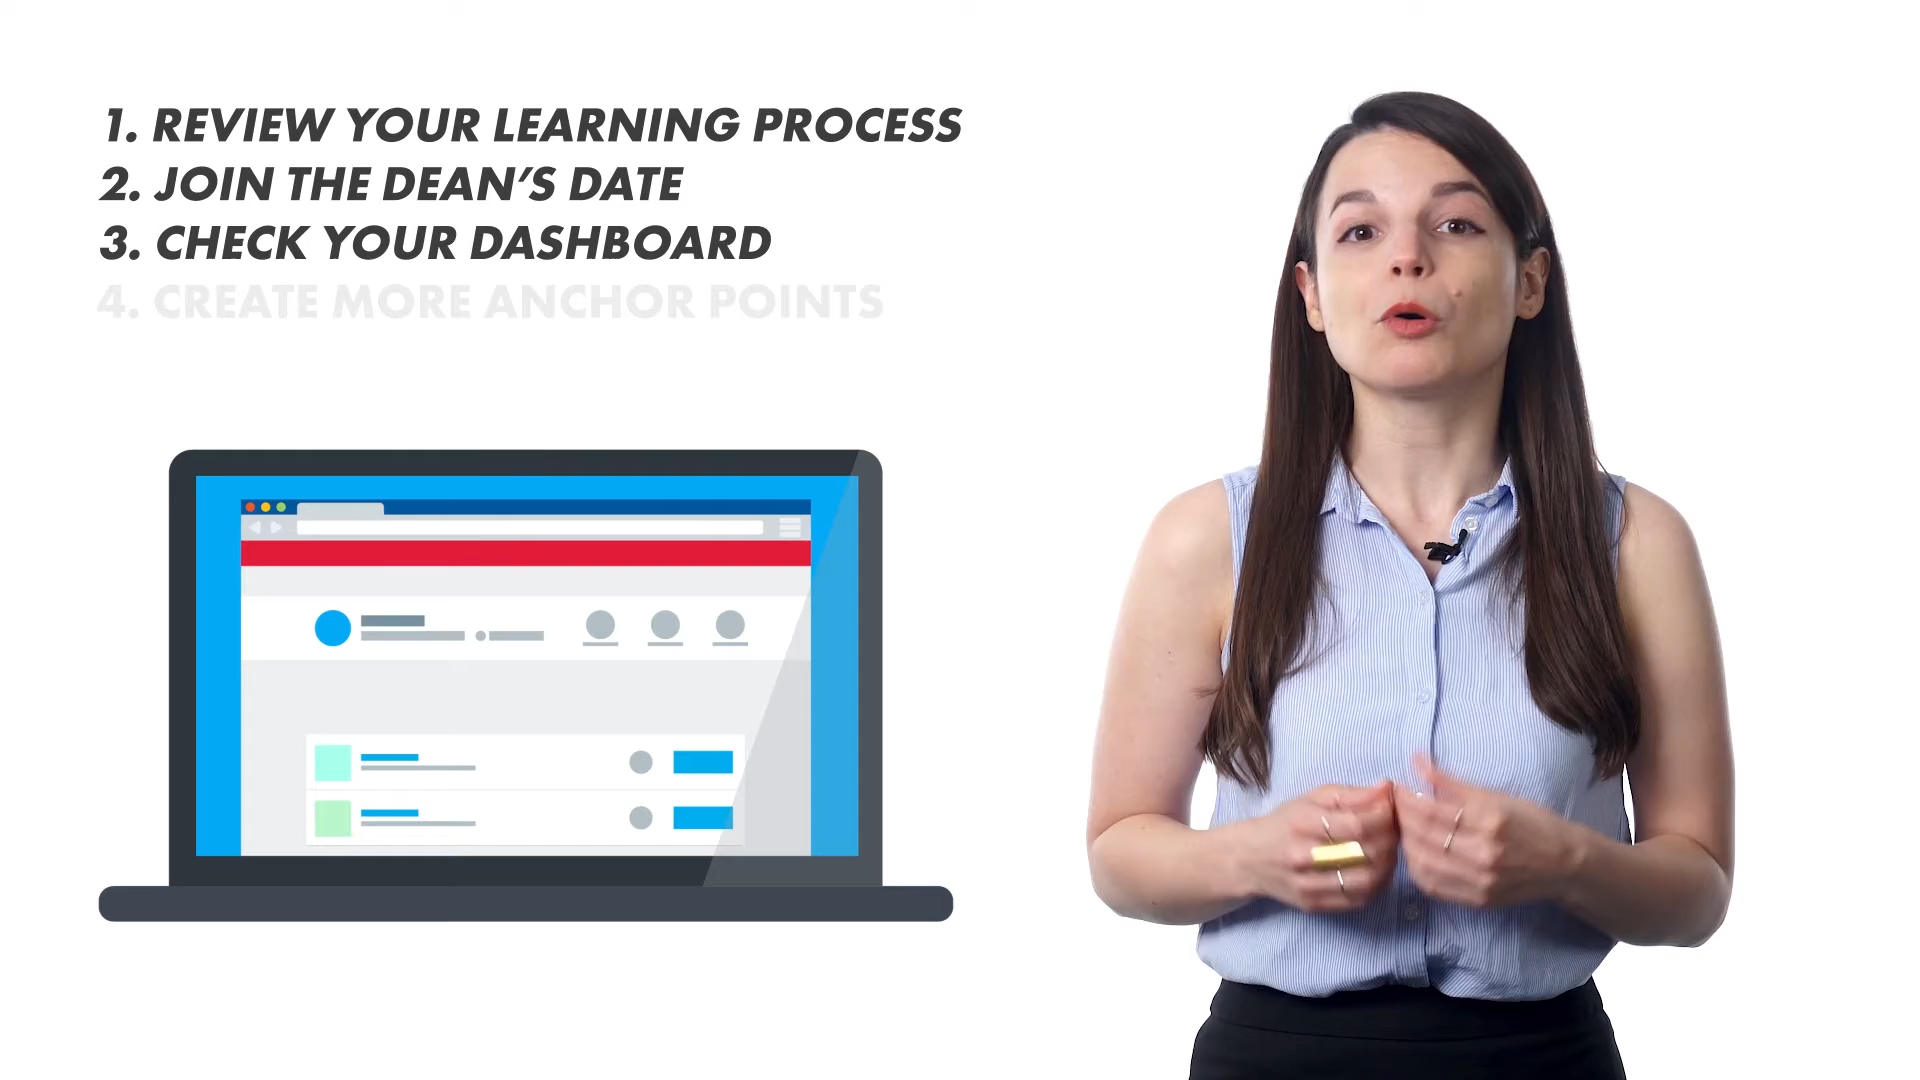 1. REVIEW YOUR LEARNING PROCESS
2. JOIN THE DEAN’S DATE
3. CHECK YOUR DASHBOARD
4. CREATE MORE ANCHOR POINTS